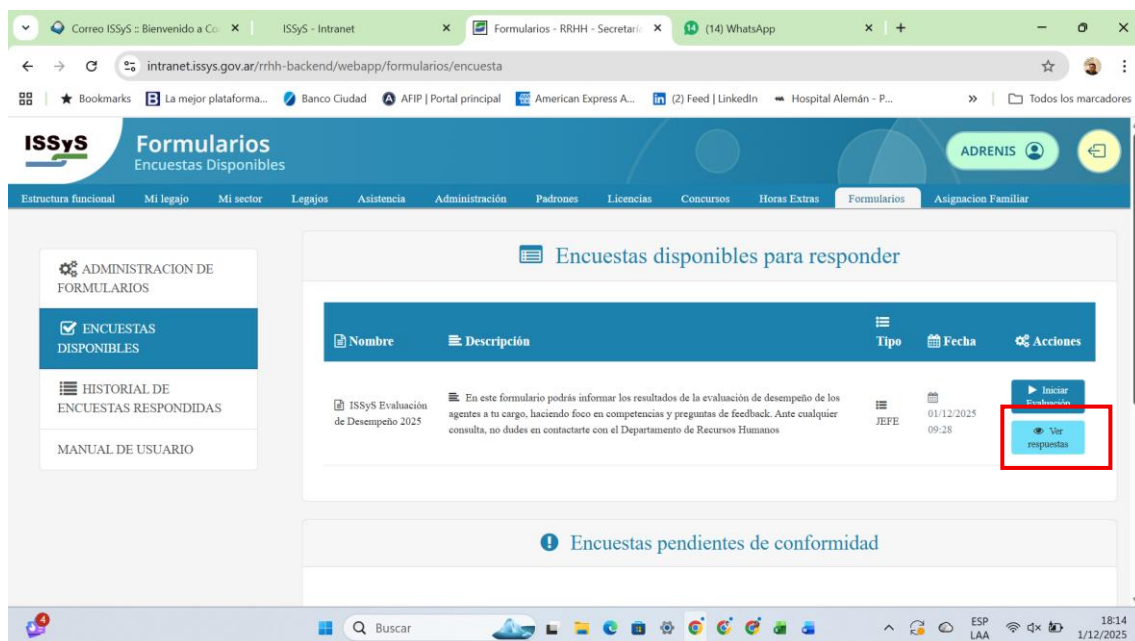 Correo ISSyS :: Bienvenido a Co
ISSyS - Intranet
Formularios - RRHH - Secretaría
14
(14) WhatsApp
intranet.issys.gov.ar/rrhh-backend/webapp/formularios/encuesta
Bookmarks
La mejor plataforma...
Banco Ciudad
AFIP | Portal principal
American Express A...
(2) Feed | LinkedIn
Hospital Alemán - P...
»
Todos los marcadores
ISSyS
Formularios
Encuestas Disponibles
ADRENIS
Estructura funcional
Mi legajo
Mi sector
Legajos
Asistencia
Administración
Padrones
Licencias
Concursos
Horas Extras
Formularios
Asignacion Familiar
ADMINISTRACION DE
FORMULARIOS
ENCUESTAS
DISPONIBLES
HISTORIAL DE
ENCUESTAS RESPONDIDAS
MANUAL DE USUARIO
Encuestas disponibles para responder
Nombre
Descripción
Tipo
Fecha
Acciones
ISSyS Evaluación
de Desempeño 2025
En este formulario podrás informar los resultados de la evaluación de desempeño de los
agentes a tu cargo, haciendo foco en competencias y preguntas de feedback. Ante cualquier
consulta, no dudes en contactarte con el Departamento de Recursos Humanos
JEFE
01/12/2025
09:28
Iniciar
Evaluación
Ver
respuestas
Encuestas pendientes de conformidad
4
Buscar
ESP
LAA
18:14
1/12/2025